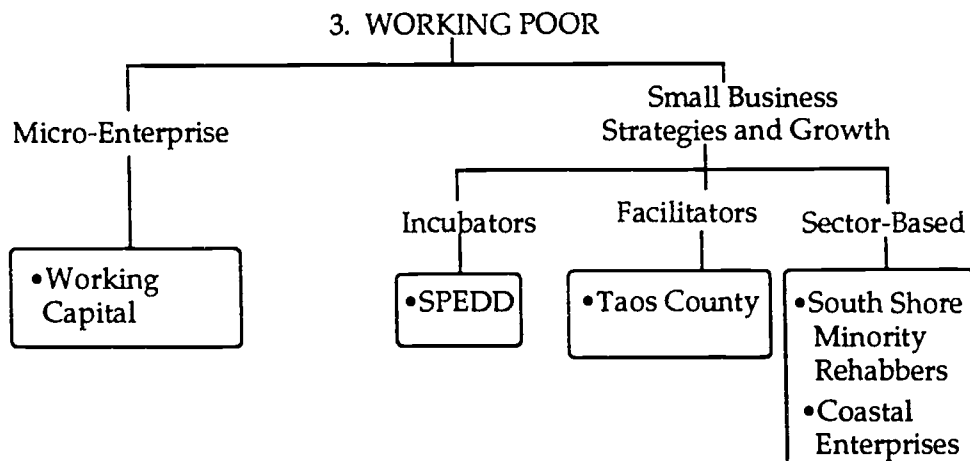 3. WORKING POOR
Micro-Enterprise
Small Business
Strategies and Growth
Incubators
Facilitators
Sector-Based
•Working
Capital
•SPEDD
•Taos County
•South Shore
Minority
Rehabbers
•Coastal
Enterprises